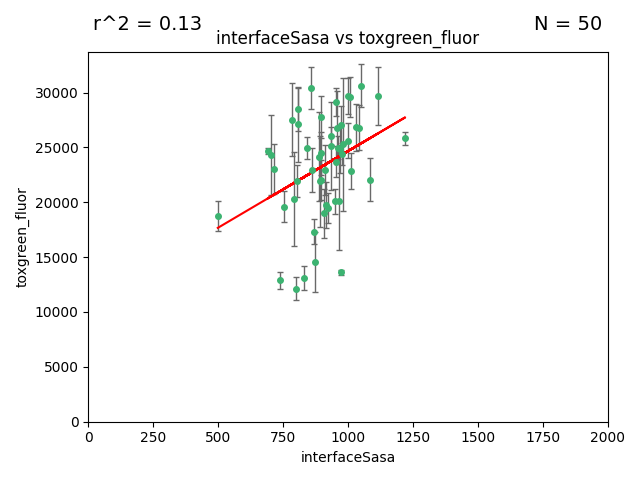 r^2 = 0.13
N = 50
interfaceSasa vs toxgreen_fluor
30000
25000
20000
15000
10000
5000
0
toxgreen_fluor
0 250 500 750 1000 1250 1500 1750 2000
interfaceSasa